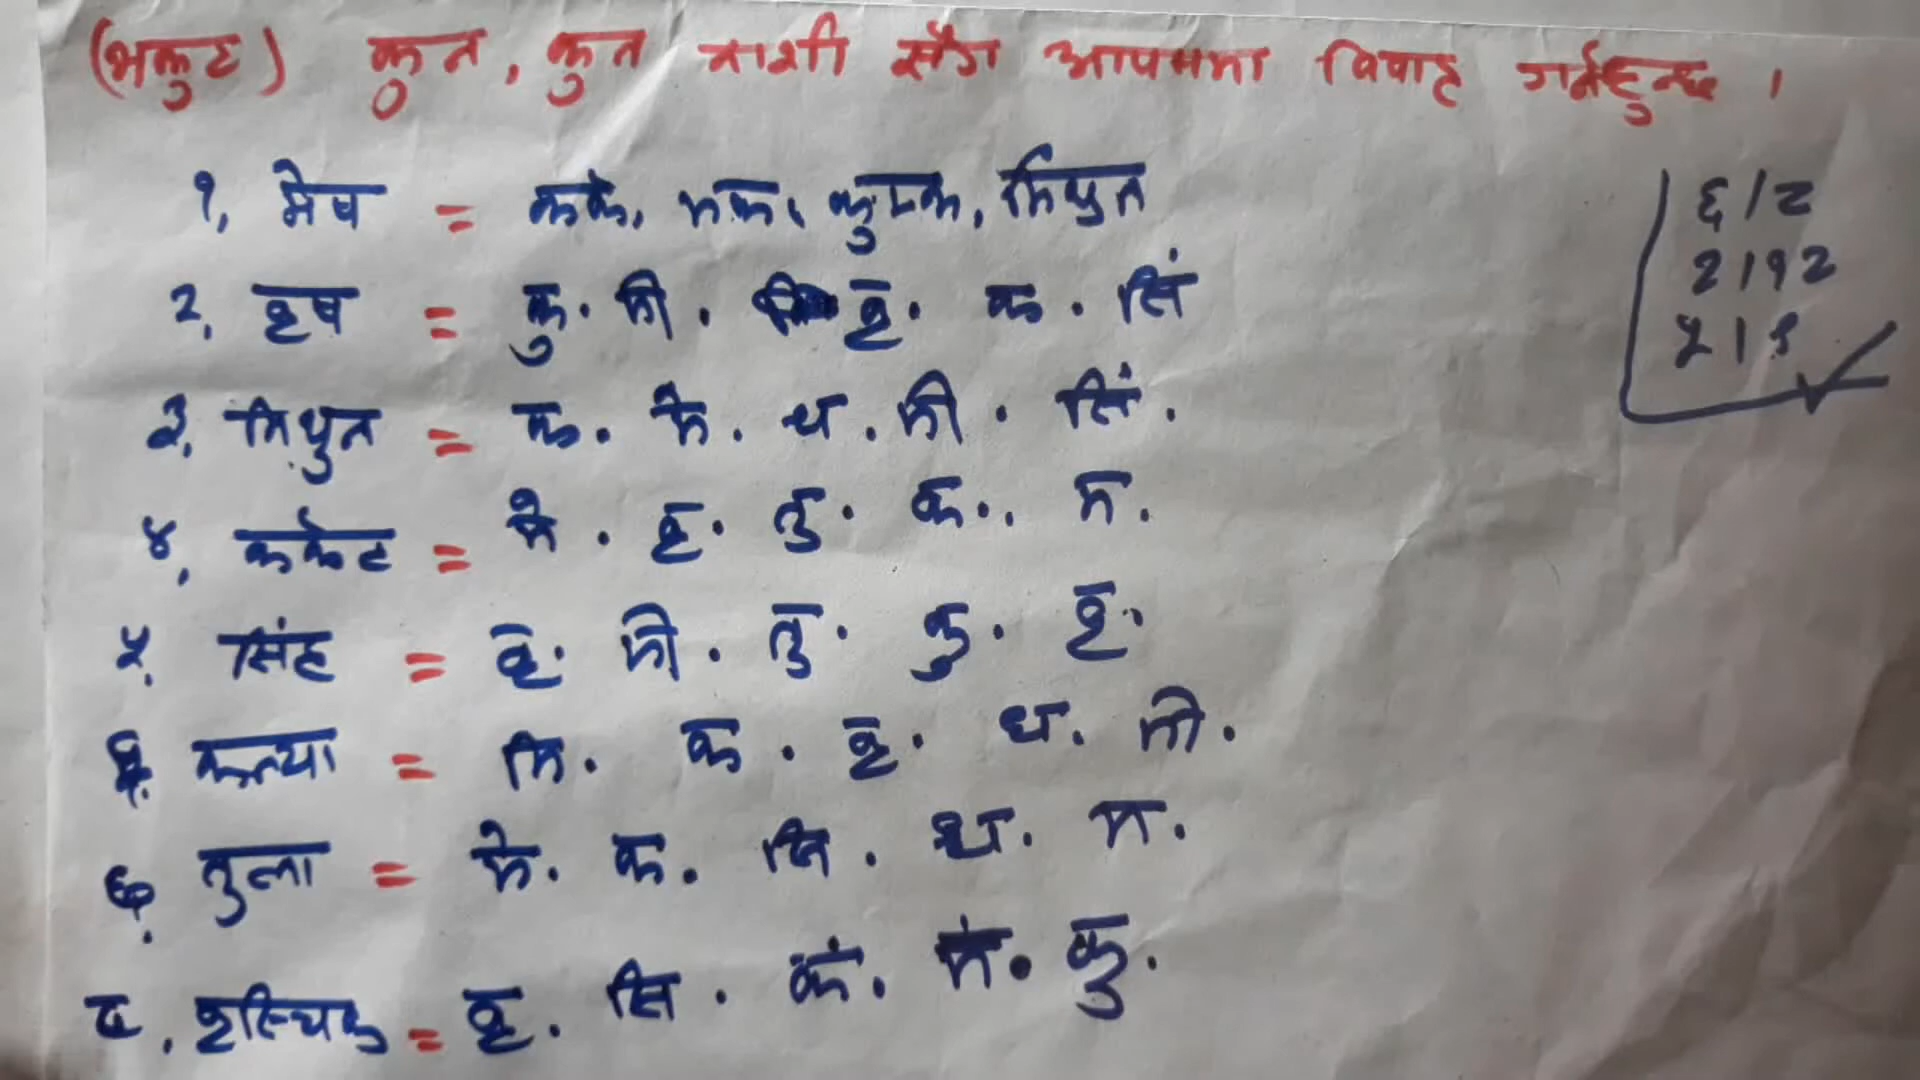 (भकुट) कुन, कुन राशी सँग आपसमा विवाह गर्नहुन्छ ।
१. मेष = कर्क, मक, कुम्क, मिथुन
२. वृष = कु. मी. वृ. क. सिं
३. मिथुन = क. मे. ध. मी. सिं.
४. कर्कट = मे. वृ. तु. क. म.
५. सिंह = वृ. मी. तु. कु. वृ.
६. कन्या = मि. क. वृ. ध. मी.
७. तुला = मे. क. सि. ध. म.
८. वृस्चिक = वृ. सि. कं. मं. कु.
६/८
२/१२
५/९